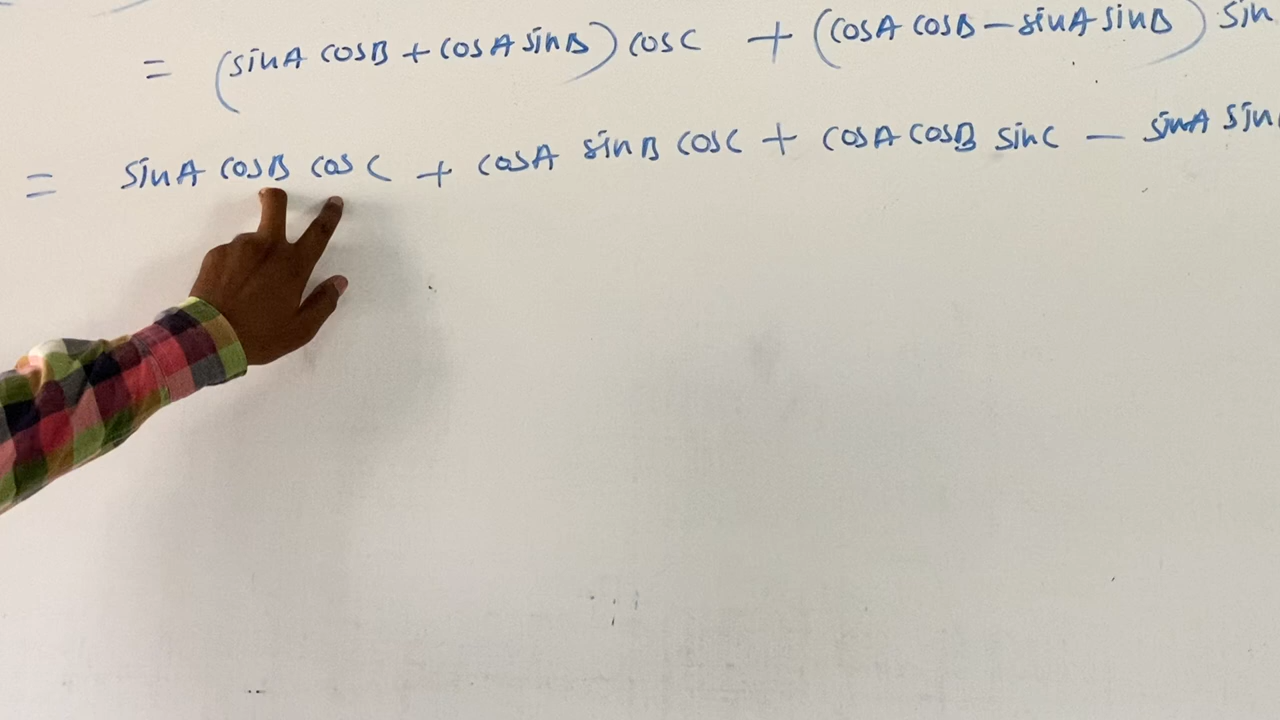 = (sinA cosB + cosA sinB) cosC + (cosA cosB - sinA sinB) sin
= sinA cosB cosC + cosA sinB cosC + cosA cosB sinC - sinA sin